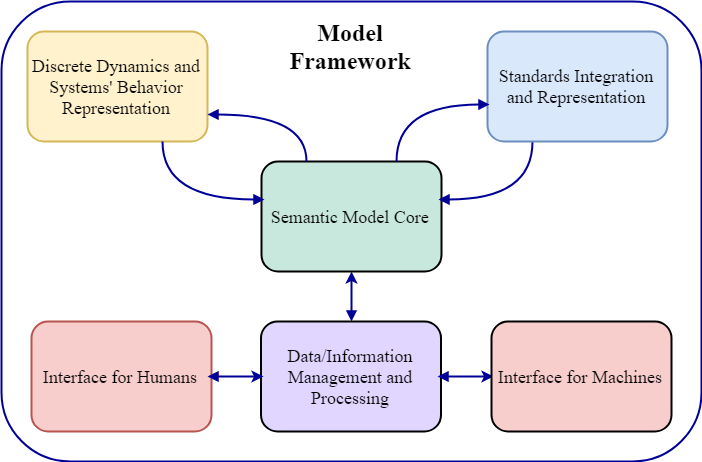 Model
Framework
Discrete Dynamics and
Systems' Behavior
Representation
Standards Integration
and Representation
Semantic Model Core
Interface for Humans
Data/Information
Management and
Processing
Interface for Machines